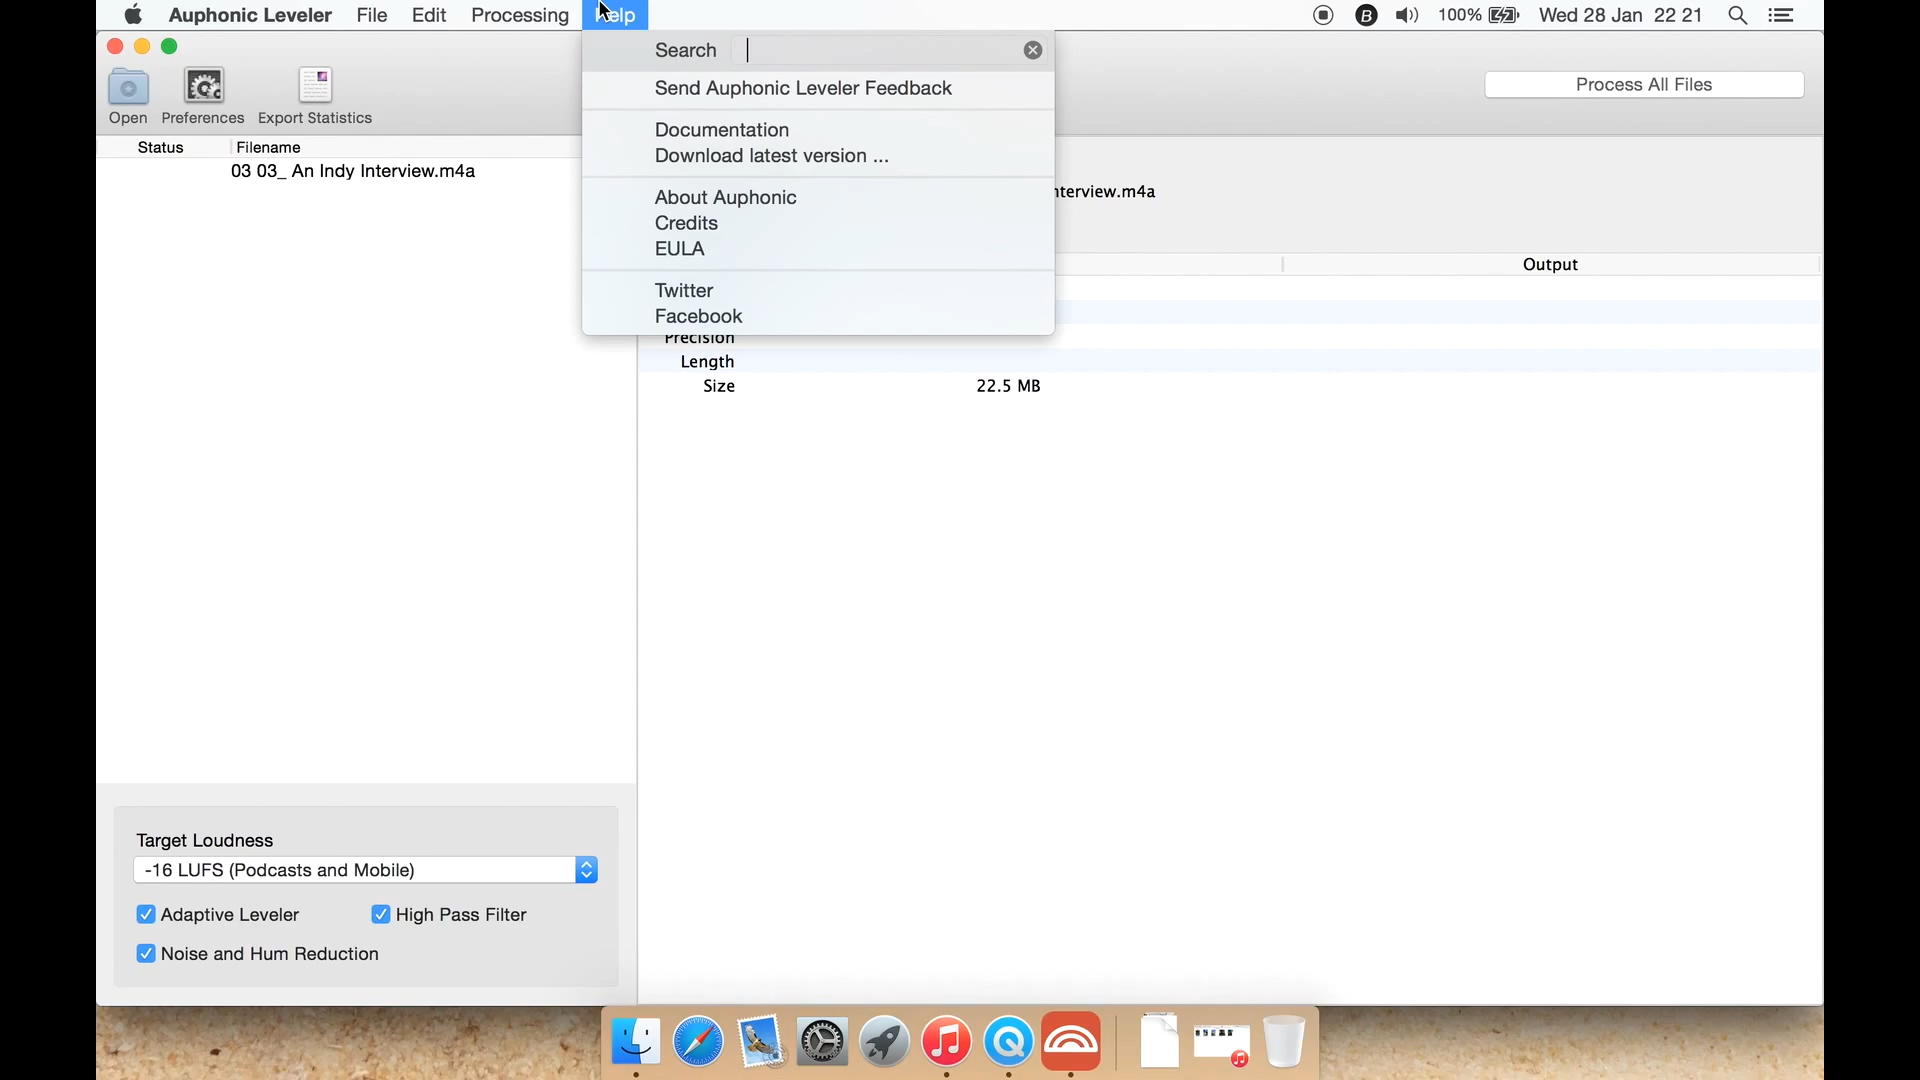 Auphonic Leveler File Edit Processing Help 100% Wed 28 Jan 22 21
Search
Send Auphonic Leveler Feedback
Documentation
Download latest version ...
About Auphonic
Credits
EULA
Twitter
Facebook
Open Preferences Export Statistics
Process All Files
Status Filename
03 03_ An Indy Interview.m4a
nterview.m4a
Output
Precision
Length
Size 22.5 MB
Target Loudness
-16 LUFS (Podcasts and Mobile)
Adaptive Leveler High Pass Filter
Noise and Hum Reduction